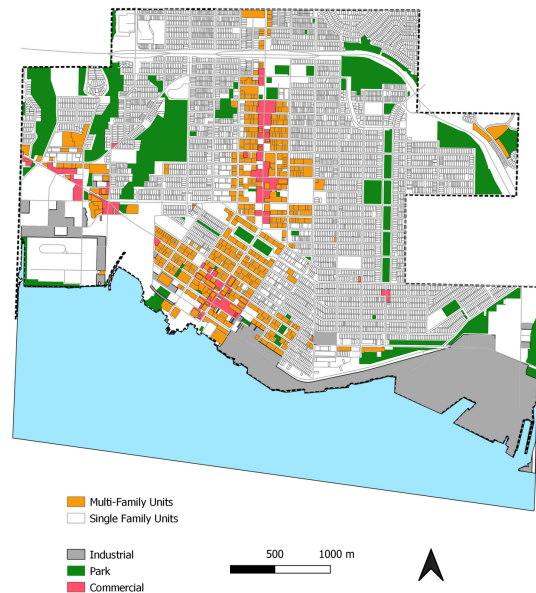 Multi-Family Units
Single Family Units
Industrial
Park
Commercial
500 1000 m